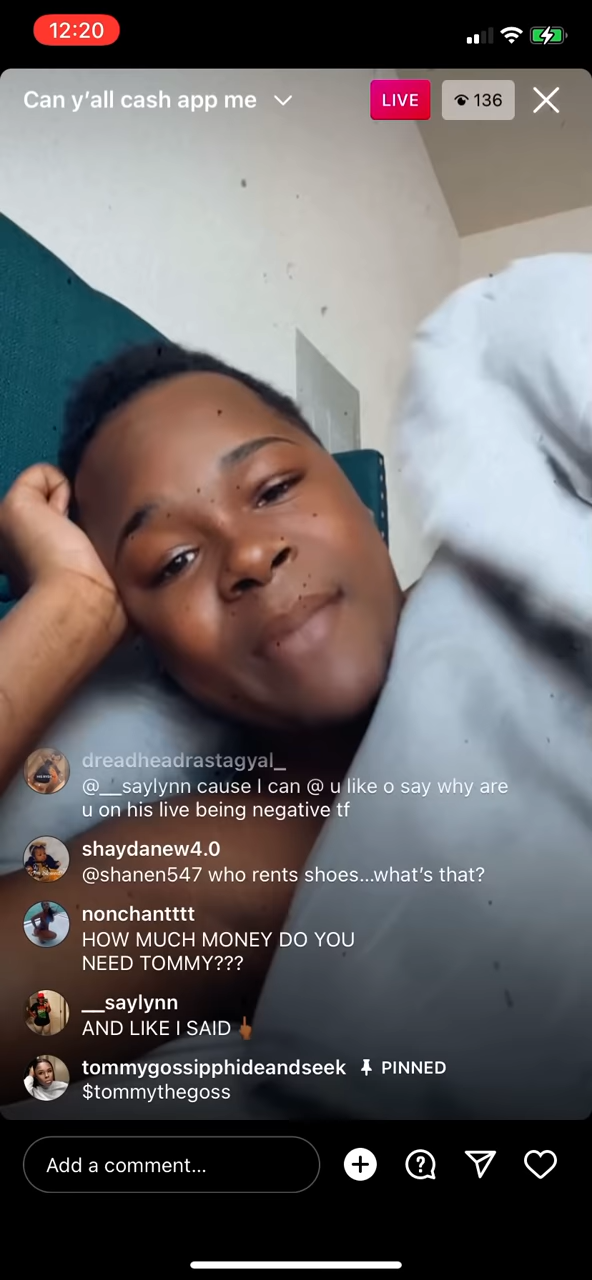 12:20
Can y’all cash app me
LIVE
136
dreadheadrastagyal_
@__saylynn cause I can @ u like o say why are
u on his live being negative tf
shaydanew4.0
@shanen547 who rents shoes...what’s that?
nonchantttt
HOW MUCH MONEY DO YOU
NEED TOMMY???
__saylynn
AND LIKE I SAID🖕🏾
tommygossipphideandseek PINNED
$tommythegoss
Add a comment...